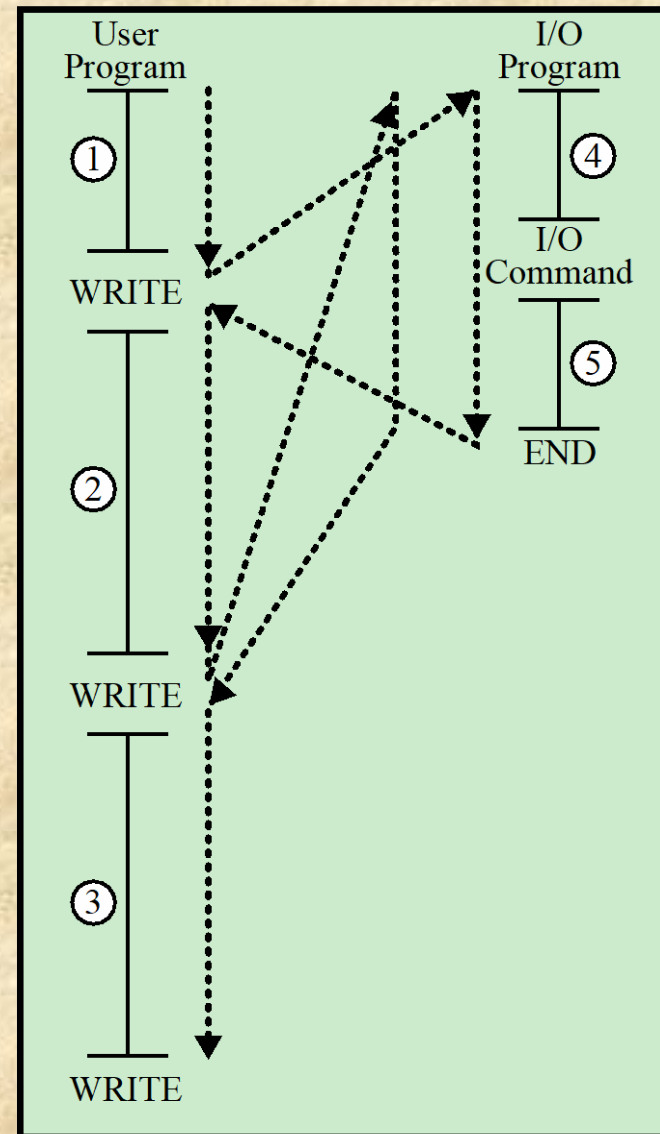 User
Program
1
WRITE
2
WRITE
3
WRITE
I/O
Program
4
I/O
Command
5
END